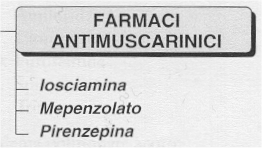 FARMACI
ANTIMUSCARINICI
Iosciamina
Mepenzolato
Pirenzepina